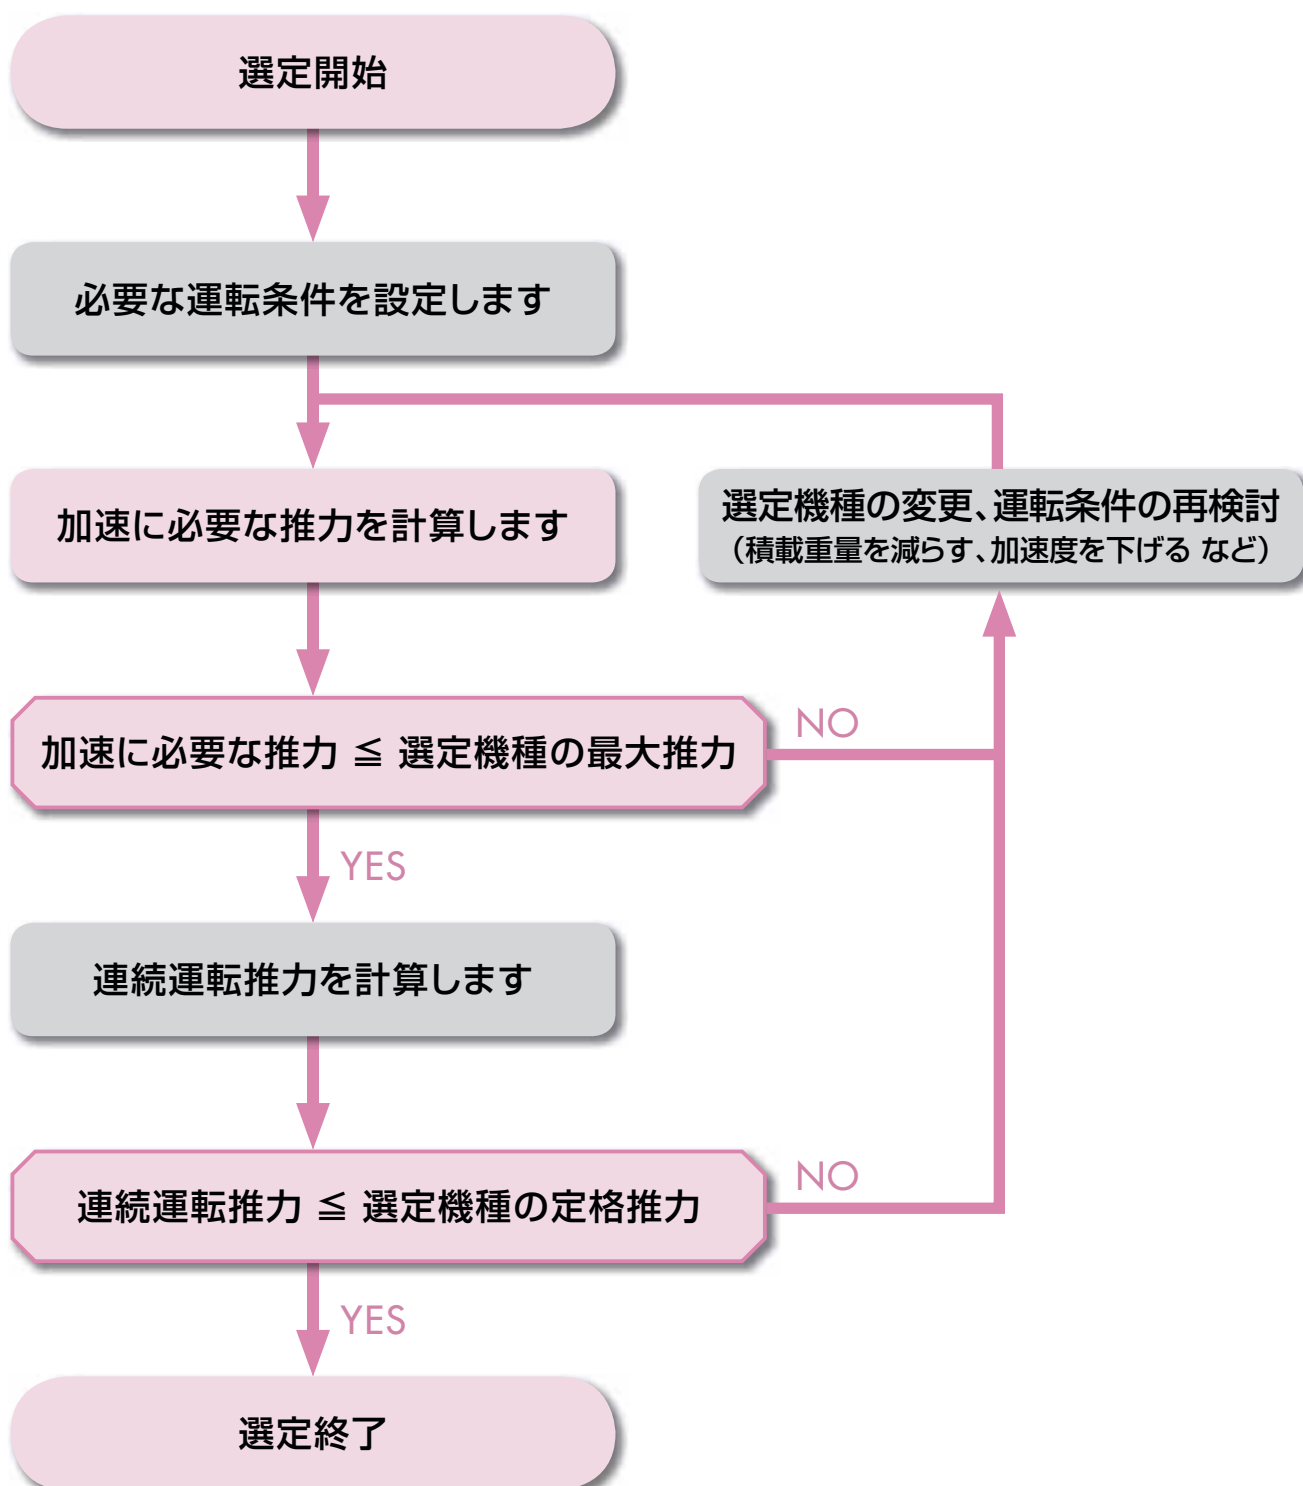 選定開始
必要な運転条件を設定します
加速に必要な推力を計算します
選定機種の変更、運転条件の再検討
（積載重量を減らす、加速度を下げる など）
加速に必要な推力 ≦ 選定機種の最大推力
NO
YES
連続運転推力を計算します
連続運転推力 ≦ 選定機種の定格推力
NO
YES
選定終了